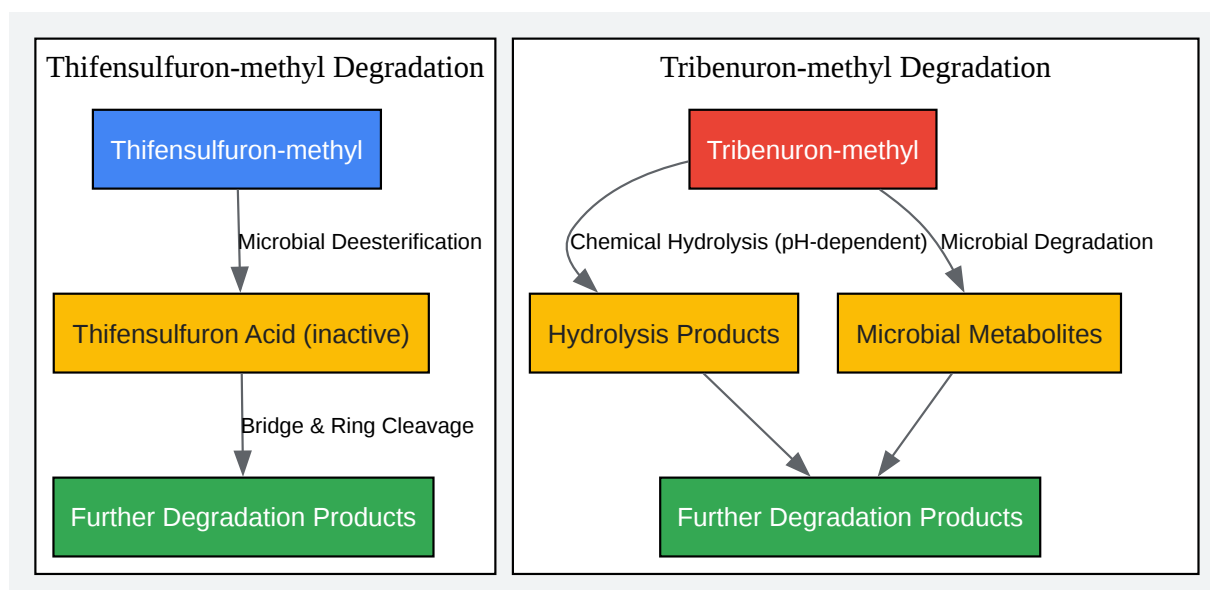 Thifensulfuron-methyl Degradation
Thifensulfuron-methyl
Microbial Deesterification
Thifensulfuron Acid (inactive)
Bridge & Ring Cleavage
Further Degradation Products
Tribenuron-methyl Degradation
Tribenuron-methyl
Chemical Hydrolysis (pH-dependent)
Microbial Degradation
Hydrolysis Products
Microbial Metabolites
Further Degradation Products